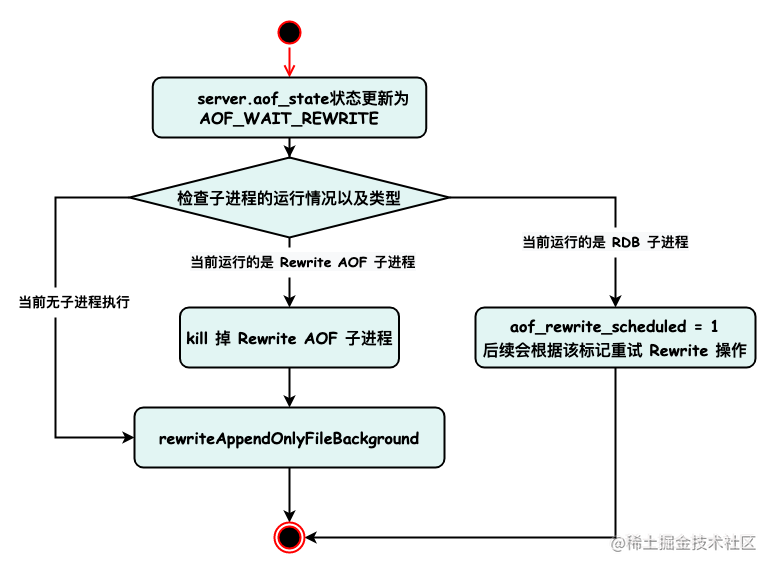 server.aof_state状态更新为
AOF_WAIT_REWRITE
检查子进程的运行情况以及类型
当前运行的是 RDB 子进程
当前运行的是 Rewrite AOF 子进程
当前无子进程执行
kill 掉 Rewrite AOF 子进程
aof_rewrite_scheduled = 1
后续会根据该标记重试 Rewrite 操作
rewriteAppendOnlyFileBackground
@稀土掘金技术社区